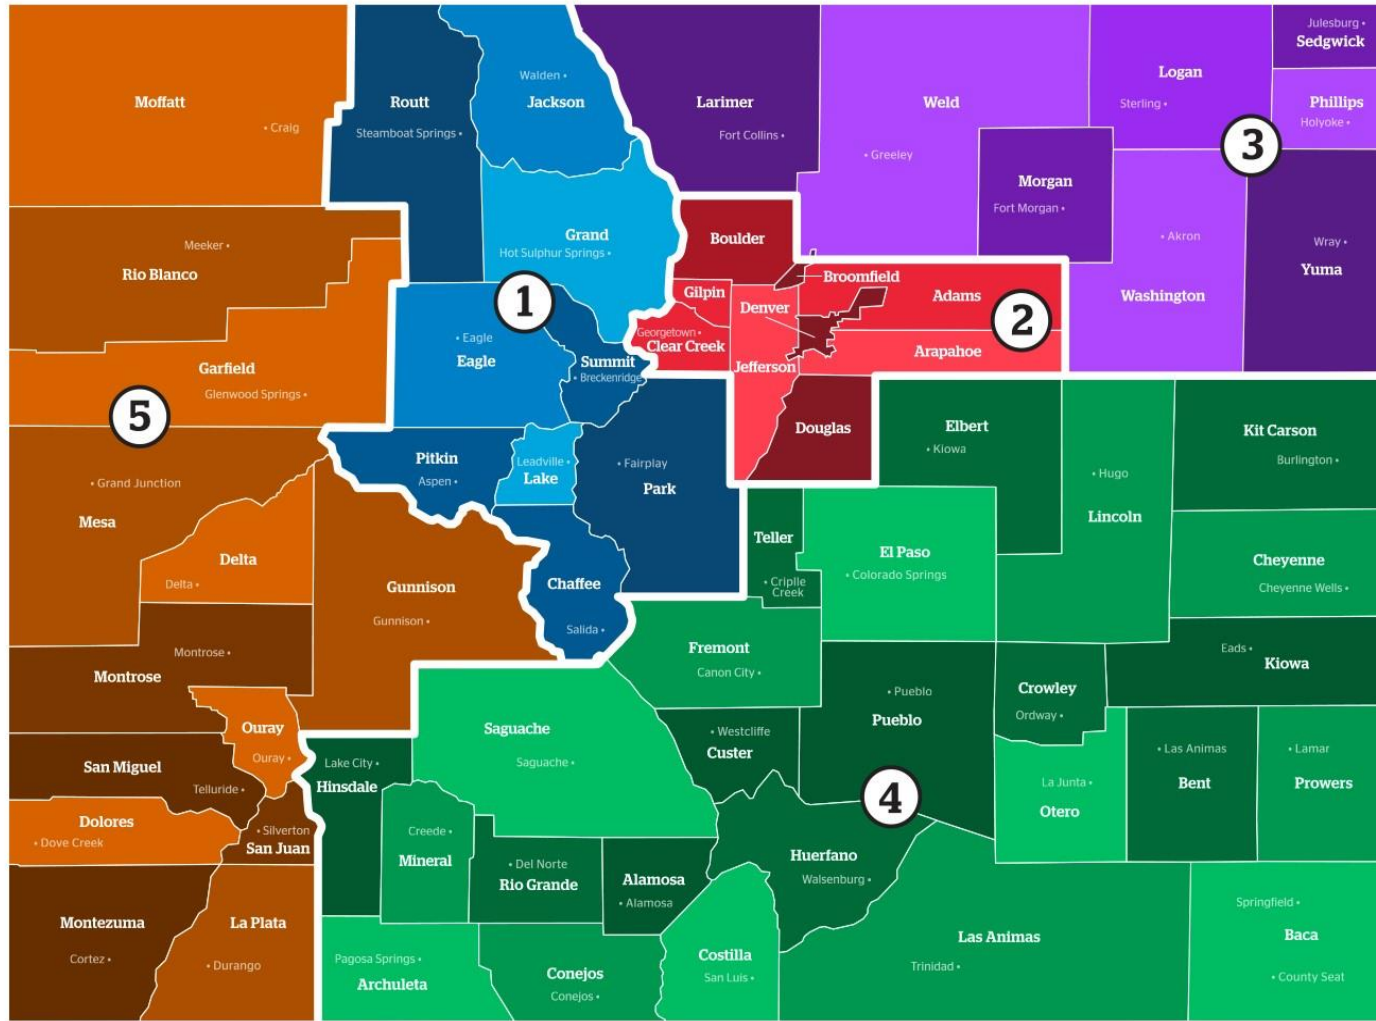 Moffatt
• Craig
Routt
Steamboat Springs •
Walden •
Jackson
Larimer
Fort Collins •
Weld
• Greeley
Logan
Sterling •
Julesburg •
Sedgwick
Phillips
Holyoke •
3
Morgan
Fort Morgan •
• Akron
Washington
Wray •
Yuma
Meeker •
Rio Blanco
Grand
Hot Sulphur Springs •
1
Boulder
Broomfield
Gilpin
Denver
Adams
2
Georgetown •
Clear Creek
Jefferson
Arapahoe
Douglas
Garfield
Glenwood Springs •
5
• Eagle
Eagle
Summit
• Breckenridge
Pitkin
Aspen •
Leadville •
Lake
• Fairplay
Park
Elbert
• Kiowa
• Hugo
Lincoln
Kit Carson
Burlington •
• Grand Junction
Mesa
Delta
Delta •
Gunnison
Gunnison •
Chaffee
Salida •
Teller
• Criplle
Creek
El Paso
• Colorado Springs
Cheyenne
Cheyenne Wells •
Montrose •
Montrose
Fremont
Canon City •
Crowley
Ordway •
Eads •
Kiowa
Ouray
Ouray •
Saguache
Saguache •
• Westcliffe
Custer
• Pueblo
Pueblo
4
San Miguel
Telluride •
Lake City •
Hinsdale
La Junta •
Otero
• Las Animas
Bent
• Lamar
Prowers
Dolores
• Dove Creek
• Silverton
San Juan
Creede •
Mineral
• Del Norte
Rio Grande
Alamosa
• Alamosa
Huerfano
Walsenburg •
Montezuma
Cortez •
La Plata
• Durango
Pagosa Springs •
Archuleta
Conejos
Conejos •
Costilla
San Luis •
Las Animas
Trinidad •
Springfield •
Baca
• County Seat